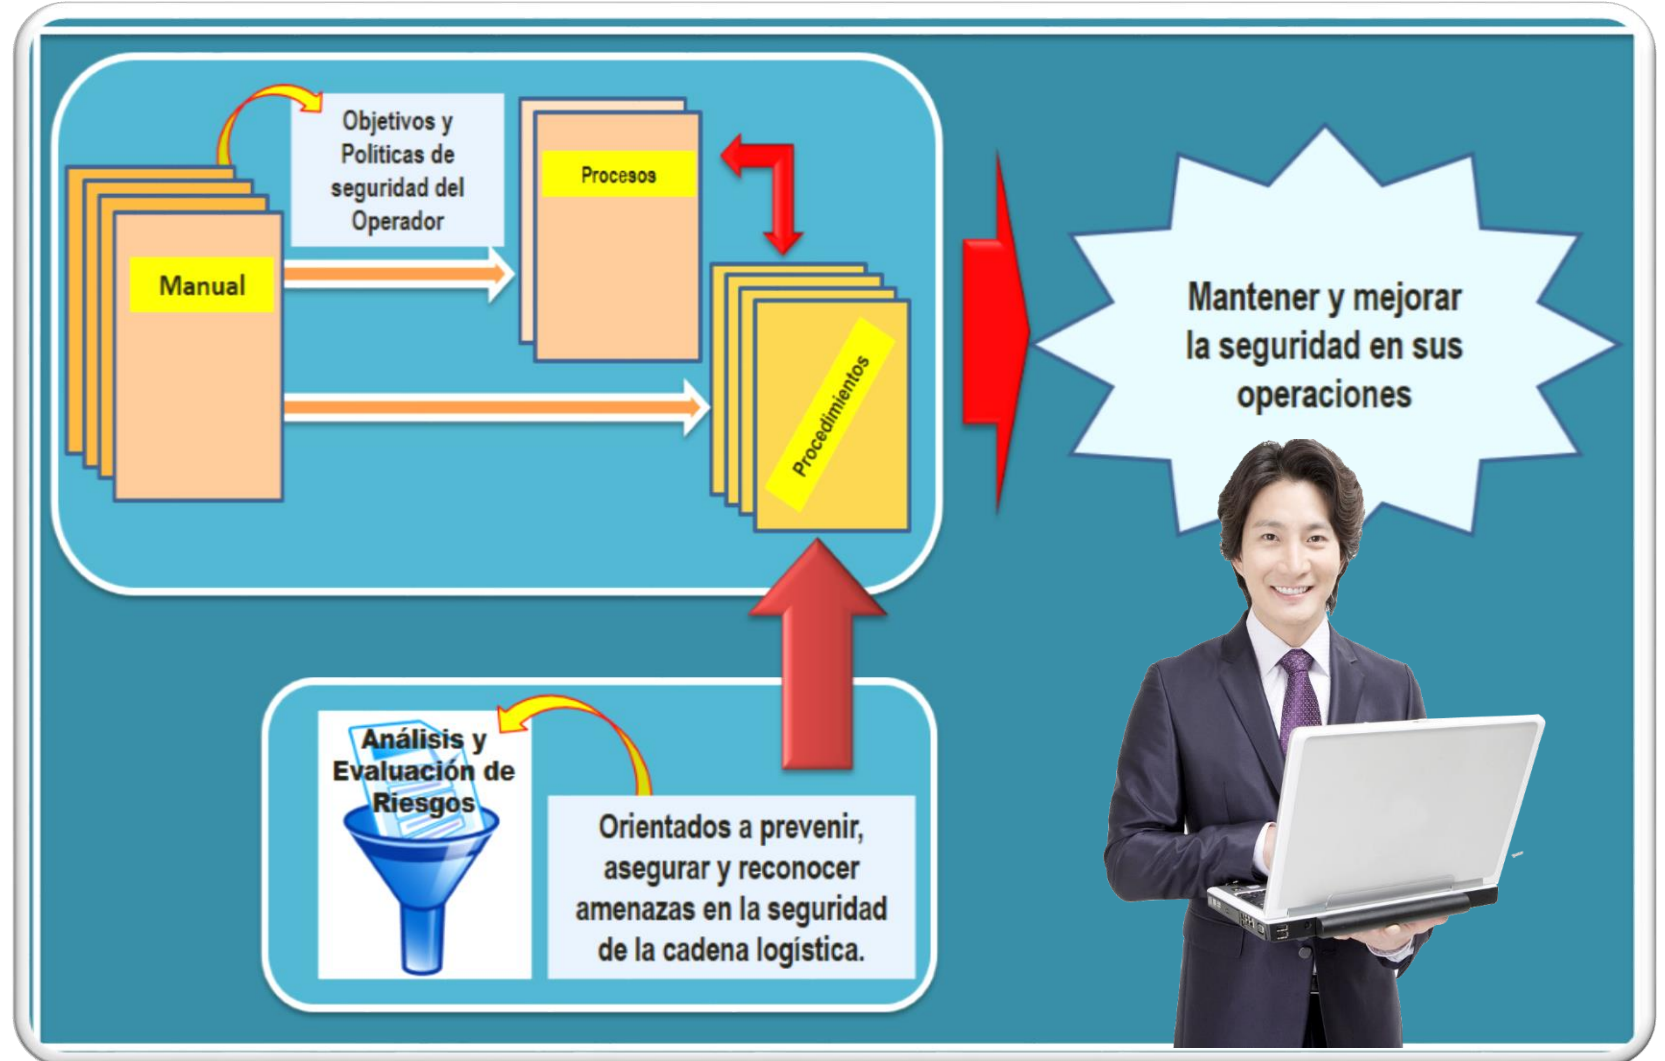 Objetivos y
Políticas de
seguridad del
Operador
Procesos
Manual
Procedimientos
Mantener y mejorar
la seguridad en sus
operaciones
Análisis y
Evaluación de
Riesgos
Orientados a prevenir,
asegurar y reconocer
amenazas en la seguridad
de la cadena logística.